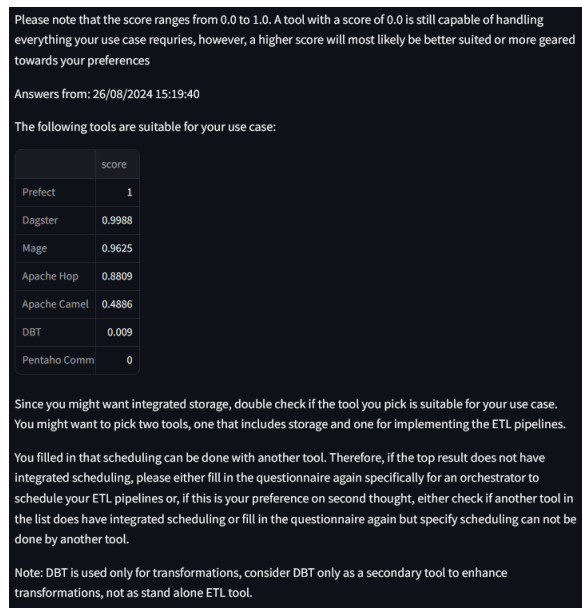 Please note that the score ranges from 0.0 to 1.0. A tool with a score of 0.0 is still capable of handling
everything your use case requries, however, a higher score will most likely be better suited or more geared
towards your preferences
Answers from: 26/08/2024 15:19:40
The following tools are suitable for your use case:
score
Prefect 1
Dagster 0.9988
Mage 0.9625
Apache Hop 0.8809
Apache Camel 0.4886
DBT 0.009
Pentaho Comm 0
Since you might want integrated storage, double check if the tool you pick is suitable for your use case.
You might want to pick two tools, one that includes storage and one for implementing the ETL pipelines.
You filled in that scheduling can be done with another tool. Therefore, if the top result does not have
integrated scheduling, please either fill in the questionnaire again specifically for an orchestrator to
schedule your ETL pipelines or, if this is your preference on second thought, either check if another tool in
the list does have integrated scheduling or fill in the questionnaire again but specify scheduling can not be
done by another tool.
Note: DBT is used only for transformations, consider DBT only as a secondary tool to enhance
transformations, not as stand alone ETL tool.